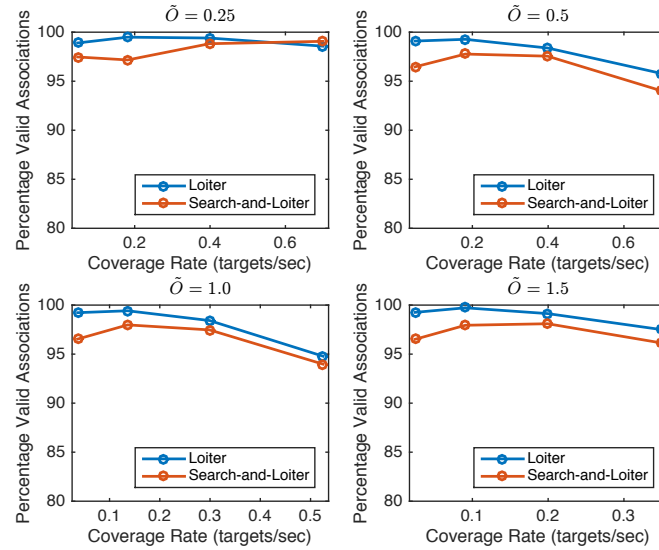 Õ = 0.25
Percentage Valid Associations
100
95
90
85
80
Loiter
Search-and-Loiter
0.2
0.4
0.6
Coverage Rate (targets/sec)
Õ = 0.5
Percentage Valid Associations
100
95
90
85
80
Loiter
Search-and-Loiter
0.2
0.4
0.6
Coverage Rate (targets/sec)
Õ = 1.0
Percentage Valid Associations
100
95
90
85
80
Loiter
Search-and-Loiter
0.1
0.2
0.3
0.4
0.5
Coverage Rate (targets/sec)
Õ = 1.5
Percentage Valid Associations
100
95
90
85
80
Loiter
Search-and-Loiter
0.1
0.2
0.3
Coverage Rate (targets/sec)